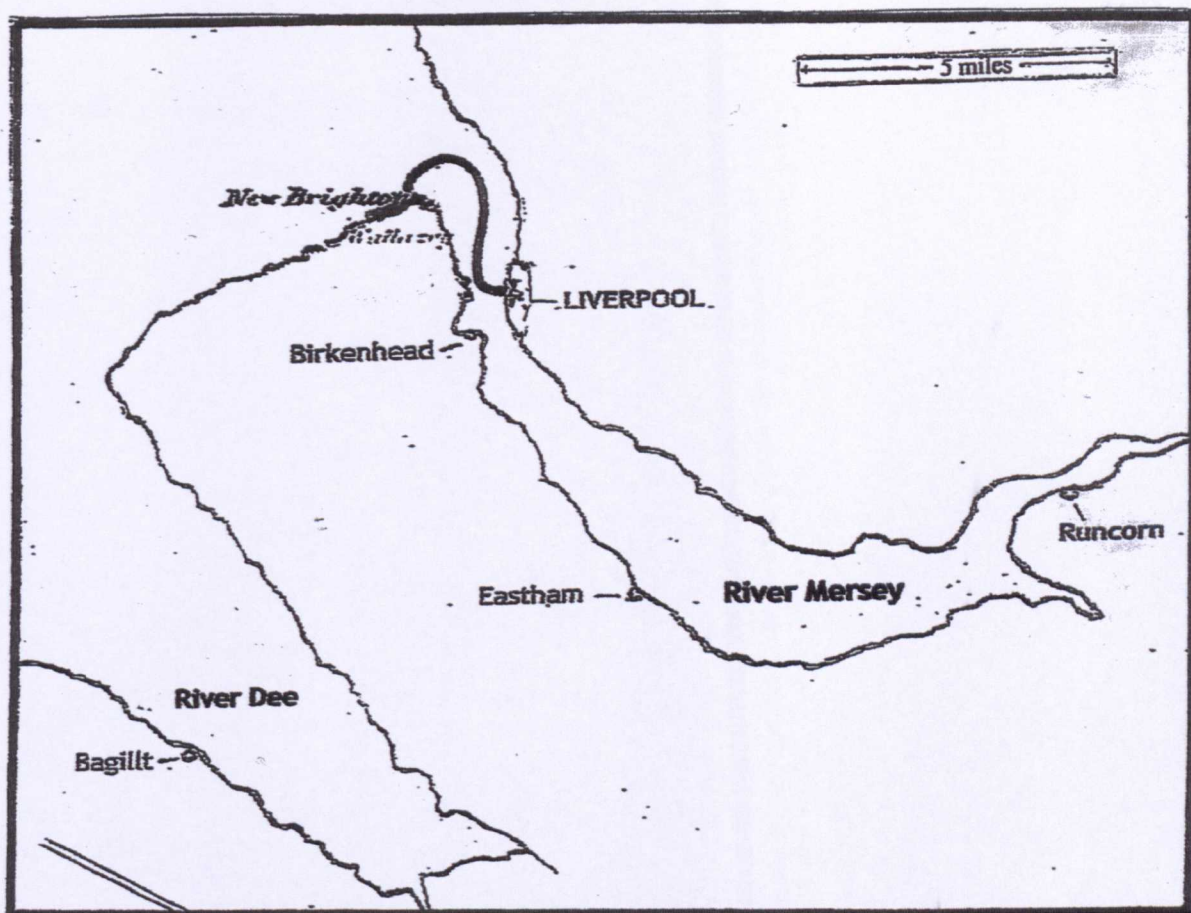 5 miles
New Brighton
LIVERPOOL
Birkenhead
Runcorn
Eastham
River Mersey
River Dee
Bagillt